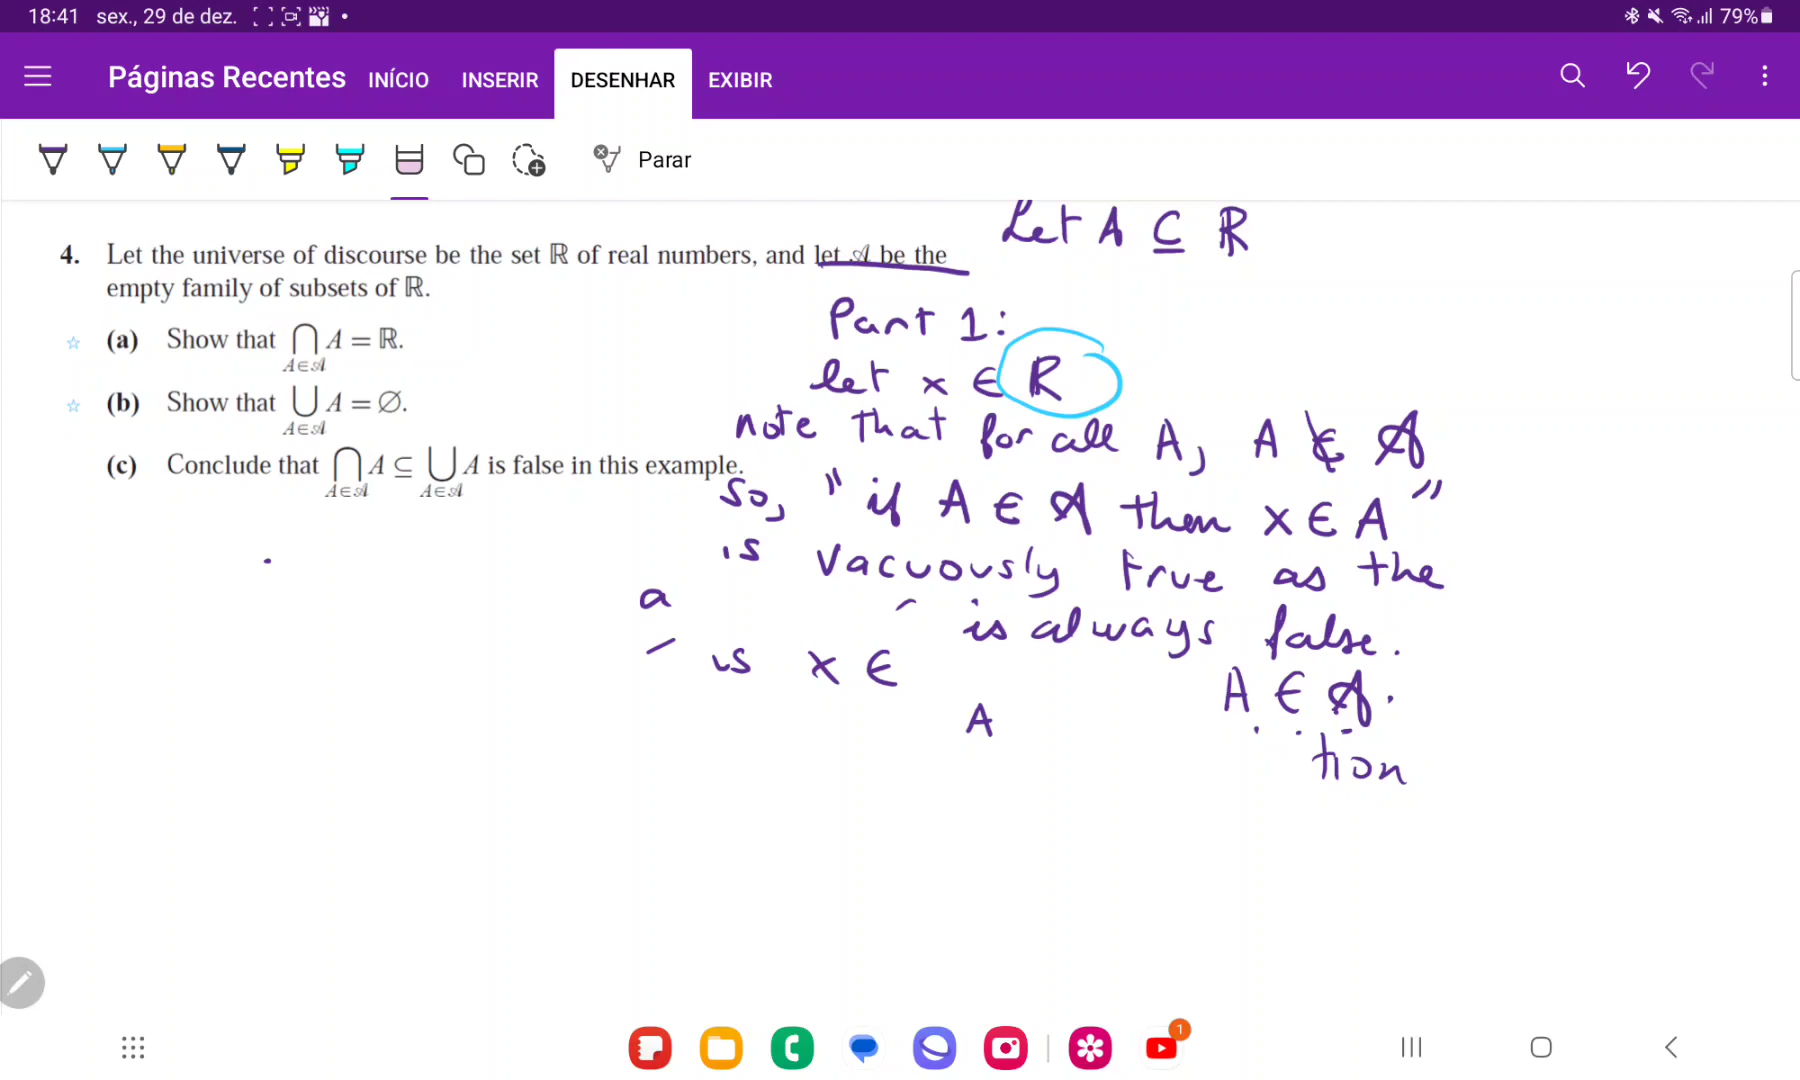 18:41 sex., 29 de dez.
79%
Páginas Recentes INÍCIO INSERIR DESENHAR EXIBIR
Parar
4. Let the universe of discourse be the set ℝ of real numbers, and let 𝒜 be the
empty family of subsets of ℝ.
☆ (a) Show that ⋂ A = ℝ.
A∈𝒜
☆ (b) Show that ⋃ A = ∅.
A∈𝒜
(c) Conclude that ⋂ A ⊆ ⋃ A is false in this example.
A∈𝒜 A∈𝒜
Let A ⊆ ℝ
Part 1:
let x ∈ ℝ
note that for all A, A ∉ 𝒜
so, "if A ∈ 𝒜 then x ∈ A"
is vacuously true as the
a
is always false.
is x ∈
A ∈ 𝒜.
A
tion
1